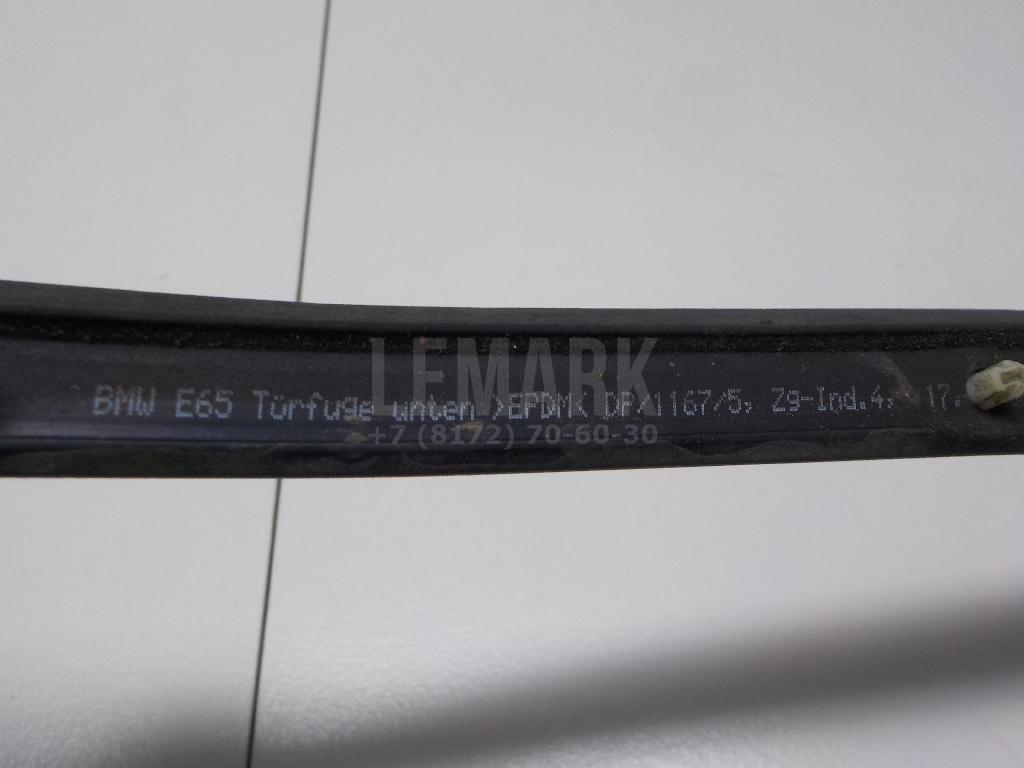 LEMARK
BMW E65 Türfuge unten >EPDM< DP/1167/5, Zg-Ind.4, 17.
+7 (8172) 70-60-30